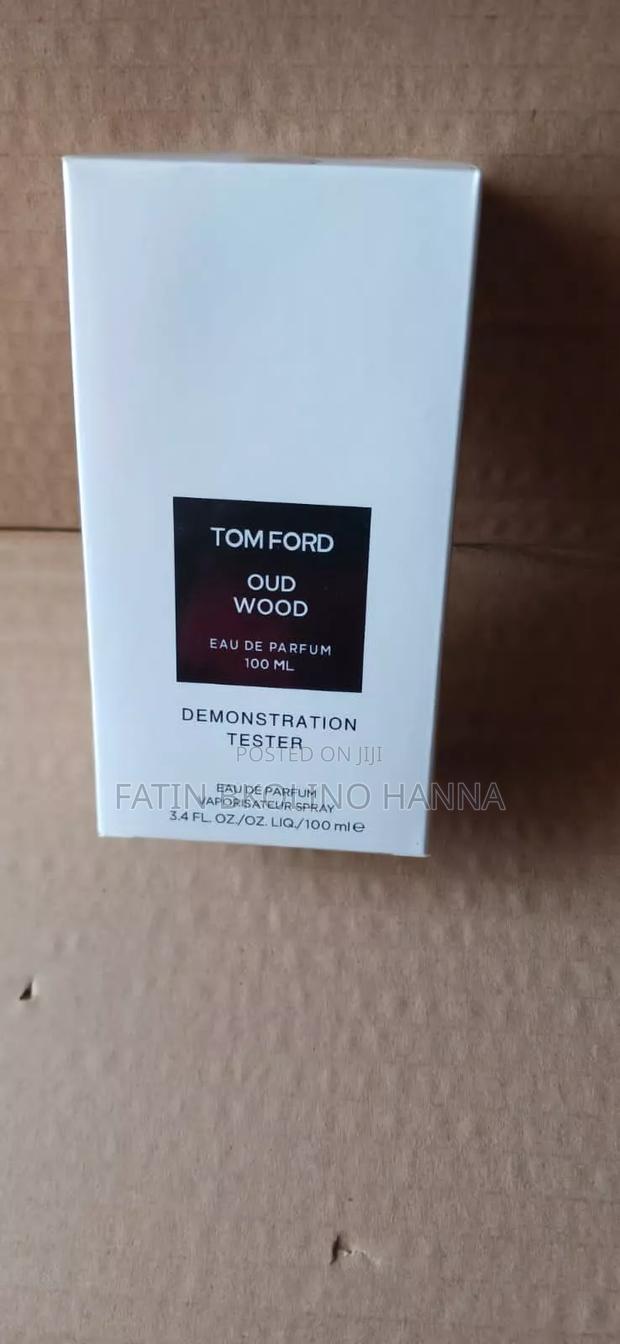 TOM FORD
OUD
WOOD
EAU DE PARFUM
100 ML
DEMONSTRATION
TESTER
POSTED ON JIJI
EAU DE PARFUM
VAPORISATEUR SPRAY
3.4 FL. OZ./OZ. LIQ./100 ml e
HANNA